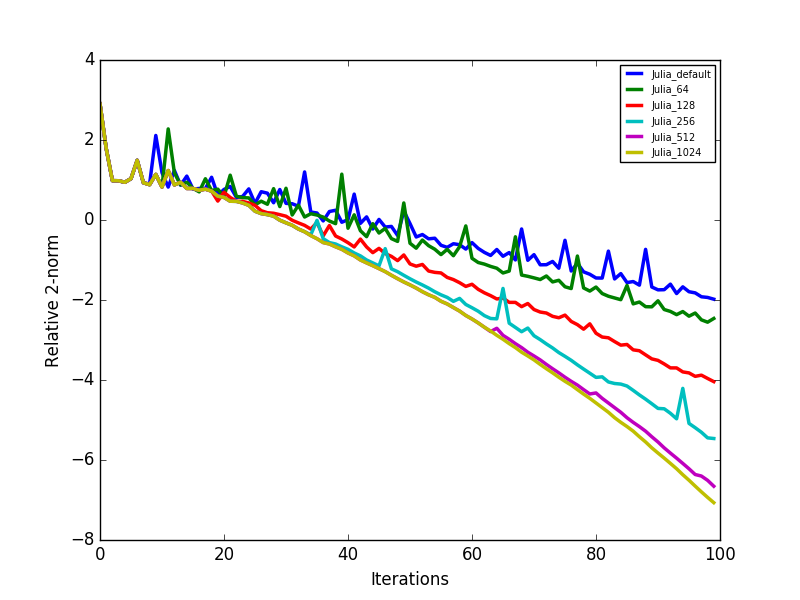 4
2
0
−2
−4
−6
−8
0 20 40 60 80 100
Relative 2-norm
Iterations
Julia_default
Julia_64
Julia_128
Julia_256
Julia_512
Julia_1024